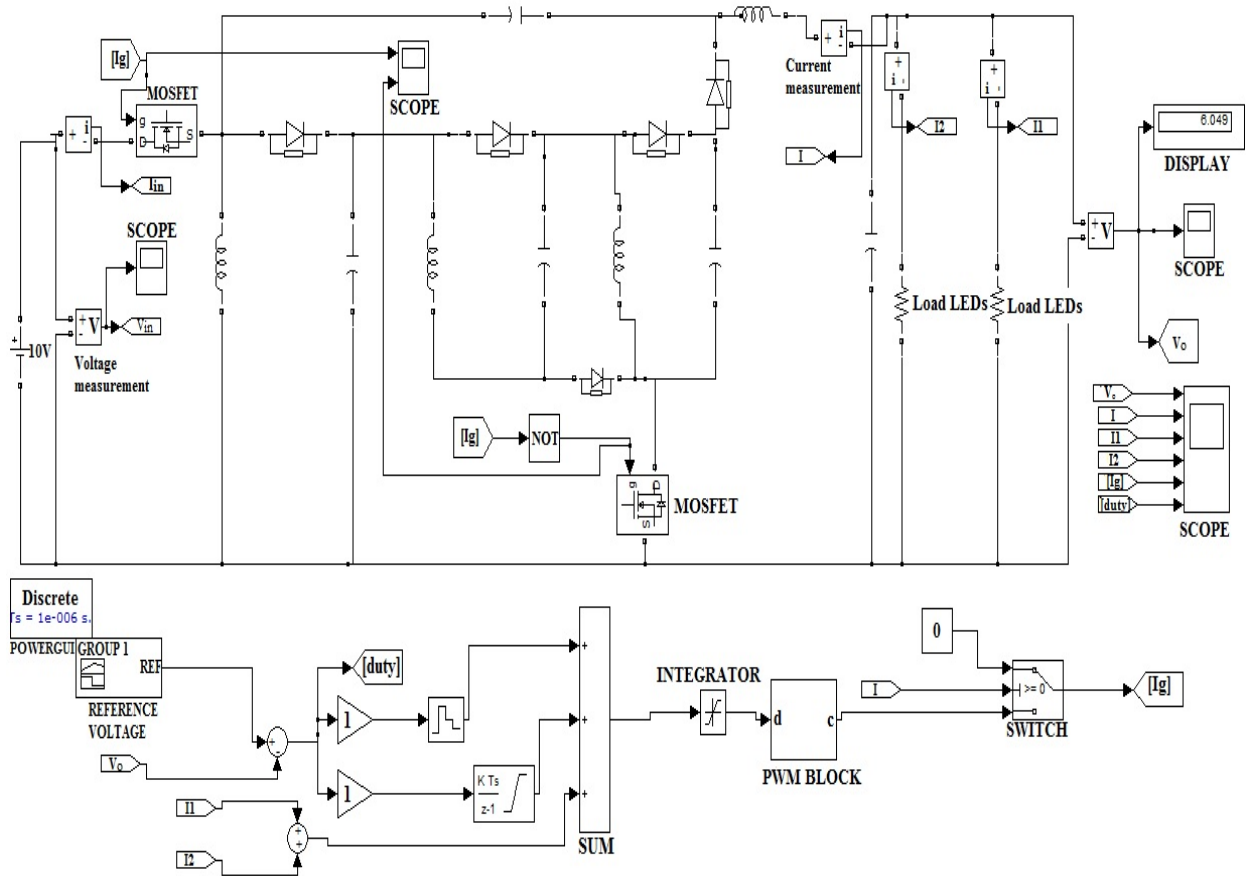 [Ig]
MOSFET
g
D
S
SCOPE
+
i
-
Iin
SCOPE
+
-
V
Vin
Voltage
measurement
+
10V
+
i
-
Current
measurement
I
+
i
-
I2
+
i
-
I1
6.049
DISPLAY
+
-
V
SCOPE
Vo
Load LEDs
Load LEDs
[Ig]
NOT
g
D
S
MOSFET
Vo
I
I1
I2
[Ig]
[duty]
SCOPE
Discrete
Ts = 1e-006 s.
POWERGUI
GROUP 1
REF
REFERENCE
VOLTAGE
Vo
+
-
[duty]
1
1
K Ts
z-1
I1
I2
+
+
+
+
+
SUM
INTEGRATOR
d
c
PWM BLOCK
0
I
>= 0
SWITCH
[Ig]